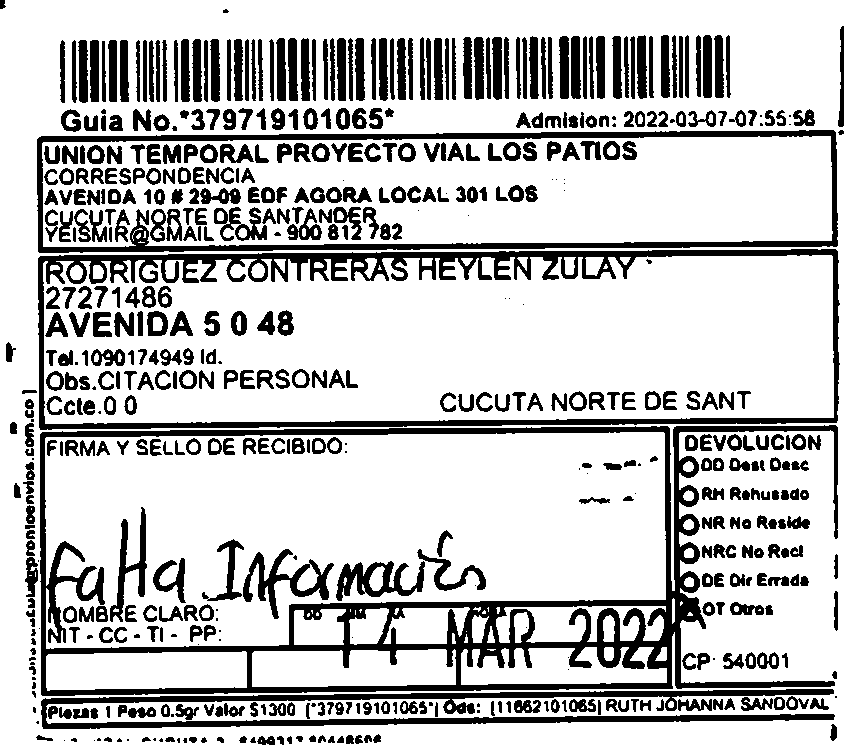 Guia No.*379719101065* Admision: 2022-03-07-07:55:58
UNION TEMPORAL PROYECTO VIAL LOS PATIOS
CORRESPONDENCIA
AVENIDA 10 # 29-09 EDF AGORA LOCAL 301 LOS
CUCUTA NORTE DE SANTANDER
YEISMIR@GMAIL COM - 900 812 782
RODRIGUEZ CONTRERAS HEYLEN ZULAY
27271486
AVENIDA 5 0 48
Tel.1090174949 Id.
Obs.CITACION PERSONAL
Ccte.0 0 CUCUTA NORTE DE SANT
FIRMA Y SELLO DE RECIBIDO:
Falta Información
NOMBRE CLARO:
NIT - CC - TI - PP:
14 MAR 2022
DEVOLUCION
DD Dest Desc
RH Rehusado
NR No Reside
NRC No Recl
DE Dir Errada
OT Otros
CP: 540001
Piezas 1 Peso 0.5gr Valor $1300 (*379719101065*) Ods: (11662101065) RUTH JOHANNA SANDOVAL